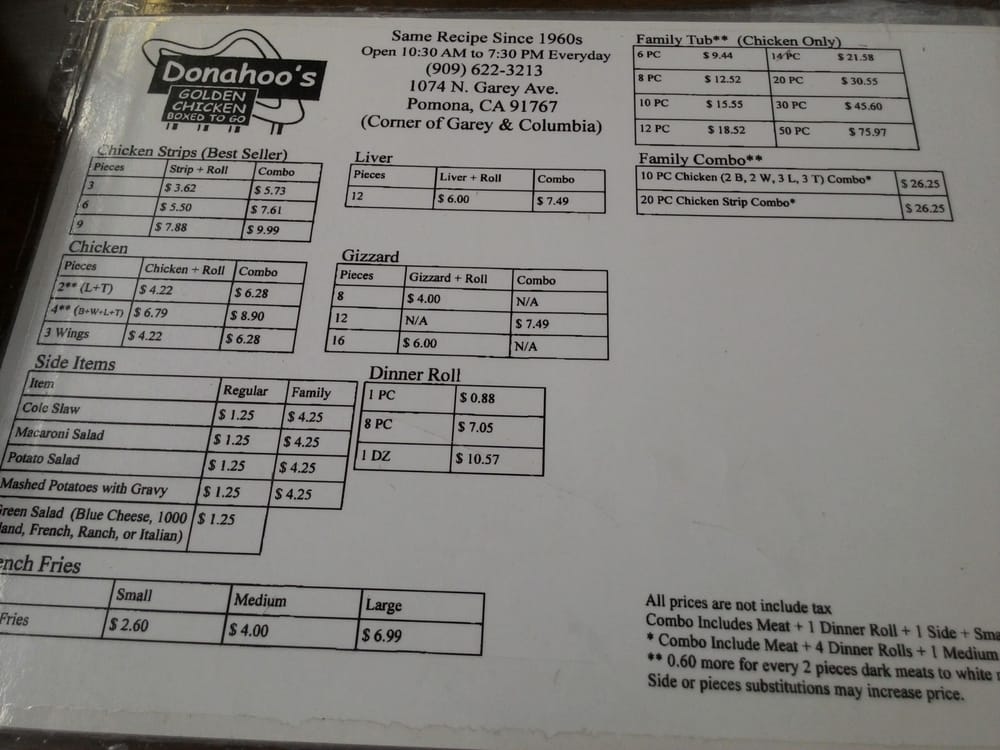 Donahoo's
GOLDEN
CHICKEN
BOXED TO GO
Same Recipe Since 1960s
Open 10:30 AM to 7:30 PM Everyday
(909) 622-3213
1074 N. Garey Ave.
Pomona, CA 91767
(Corner of Garey & Columbia)
Family Tub** (Chicken Only)
6 PC $ 9.44 14 PC $ 21.58
8 PC $ 12.52 20 PC $ 30.55
10 PC $ 15.55 30 PC $ 45.60
12 PC $ 18.52 50 PC $ 75.97
Family Combo**
10 PC Chicken (2 B, 2 W, 3 L, 3 T) Combo* $ 26.25
20 PC Chicken Strip Combo* $ 26.25
Chicken Strips (Best Seller)
Pieces Strip + Roll Combo
3 $ 3.62 $ 5.73
6 $ 5.50 $ 7.61
9 $ 7.88 $ 9.99
Liver
Pieces Liver + Roll Combo
12 $ 6.00 $ 7.49
Chicken
Pieces Chicken + Roll Combo
2** (L+T) $ 4.22 $ 6.28
4** (B+W+L+T) $ 6.79 $ 8.90
3 Wings $ 4.22 $ 6.28
Gizzard
Pieces Gizzard + Roll Combo
8 $ 4.00 N/A
12 N/A $ 7.49
16 $ 6.00 N/A
Side Items
Item Regular Family
Cole Slaw $ 1.25 $ 4.25
Macaroni Salad $ 1.25 $ 4.25
Potato Salad $ 1.25 $ 4.25
Mashed Potatoes with Gravy $ 1.25 $ 4.25
Green Salad (Blue Cheese, 1000 $ 1.25
land, French, Ranch, or Italian)
Dinner Roll
1 PC $ 0.88
8 PC $ 7.05
1 DZ $ 10.57
ench Fries
Small Medium Large
Fries $ 2.60 $ 4.00 $ 6.99
All prices are not include tax
Combo Includes Meat + 1 Dinner Roll + 1 Side + Sma
* Combo Include Meat + 4 Dinner Rolls + 1 Medium
** 0.60 more for every 2 pieces dark meats to white
Side or pieces substitutions may increase price.